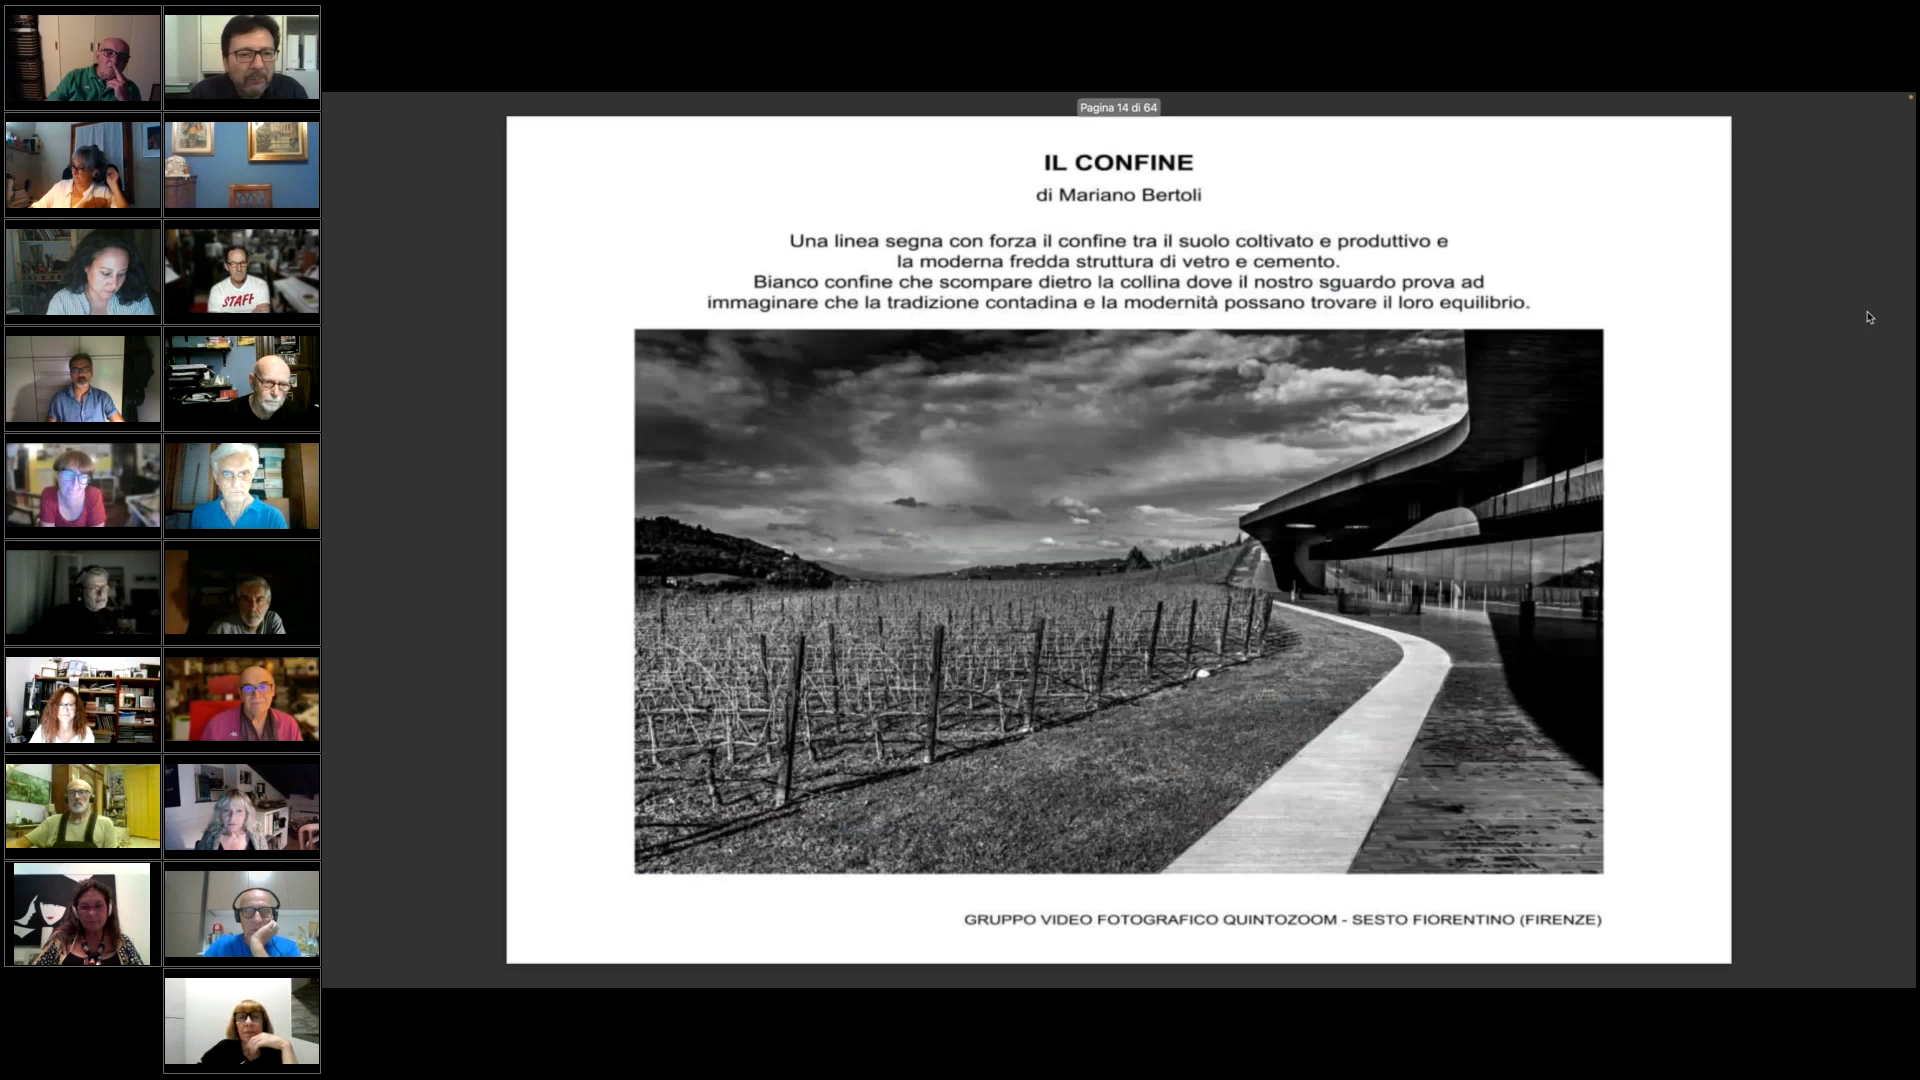 Pagina 14 di 64
IL CONFINE
di Mariano Bertoli
Una linea segna con forza il confine tra il suolo coltivato e produttivo e
la moderna fredda struttura di vetro e cemento.
Bianco confine che scompare dietro la collina dove il nostro sguardo prova ad
immaginare che la tradizione contadina e la modernità possano trovare il loro equilibrio.
STAFF
GRUPPO VIDEO FOTOGRAFICO QUINTOZOOM - SESTO FIORENTINO (FIRENZE)